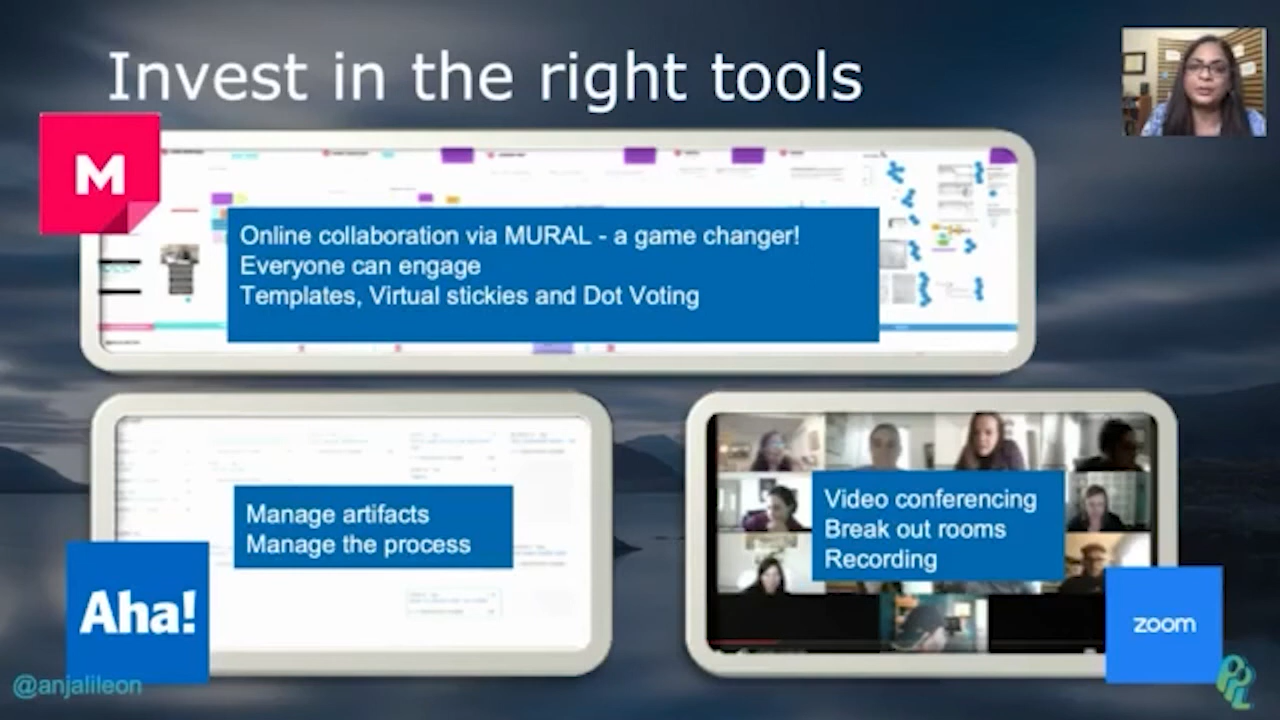 Invest in the right tools
M
Online collaboration via MURAL - a game changer!
Everyone can engage
Templates, Virtual stickies and Dot Voting
Manage artifacts
Manage the process
Aha!
Video conferencing
Break out rooms
Recording
zoom
@anjalileon